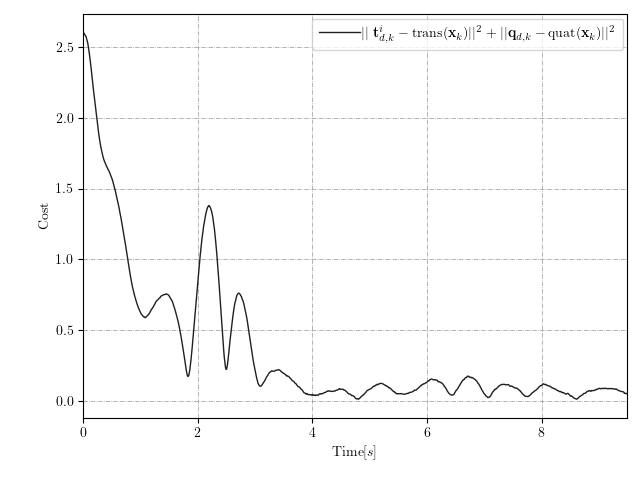 || t^i_{d,k} − trans(x_k)||² + ||q_{d,k} − quat(x_k)||²
2.5
2.0
1.5
1.0
0.5
0.0
Cost
0 2 4 6 8
Time[s]